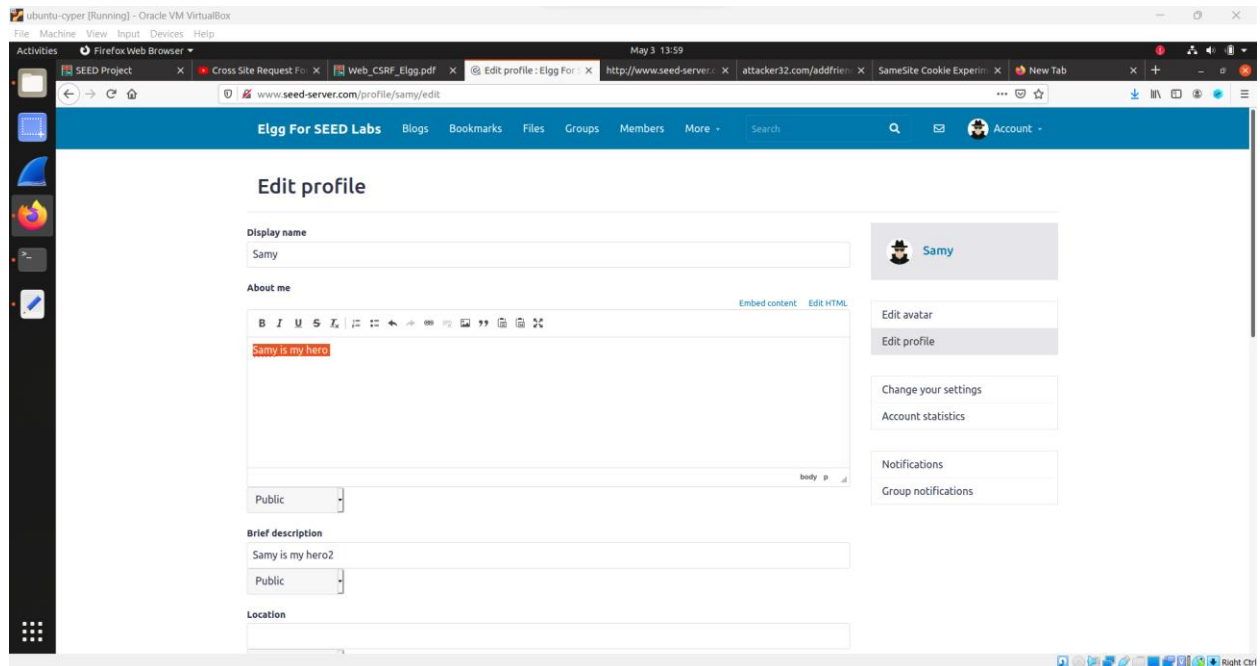 ubuntu-cyper [Running] - Oracle VM VirtualBox
File Machine View Input Devices Help
Activities Firefox Web Browser May 3 13:59
SEED Project Cross Site Request For Web_CSRF_Elgg.pdf Edit profile : Elgg For S http://www.seed-server.c attacker32.com/addfrien SameSite Cookie Experim New Tab
www.seed-server.com/profile/samy/edit
Elgg For SEED Labs Blogs Bookmarks Files Groups Members More Search Account
Edit profile
Display name
Samy
Samy
About me
Embed content Edit HTML
Edit avatar
Edit profile
Samy is my hero
Change your settings
Account statistics
Notifications
body p
Group notifications
Public
Brief description
Samy is my hero2
Public
Location
Right Ctrl